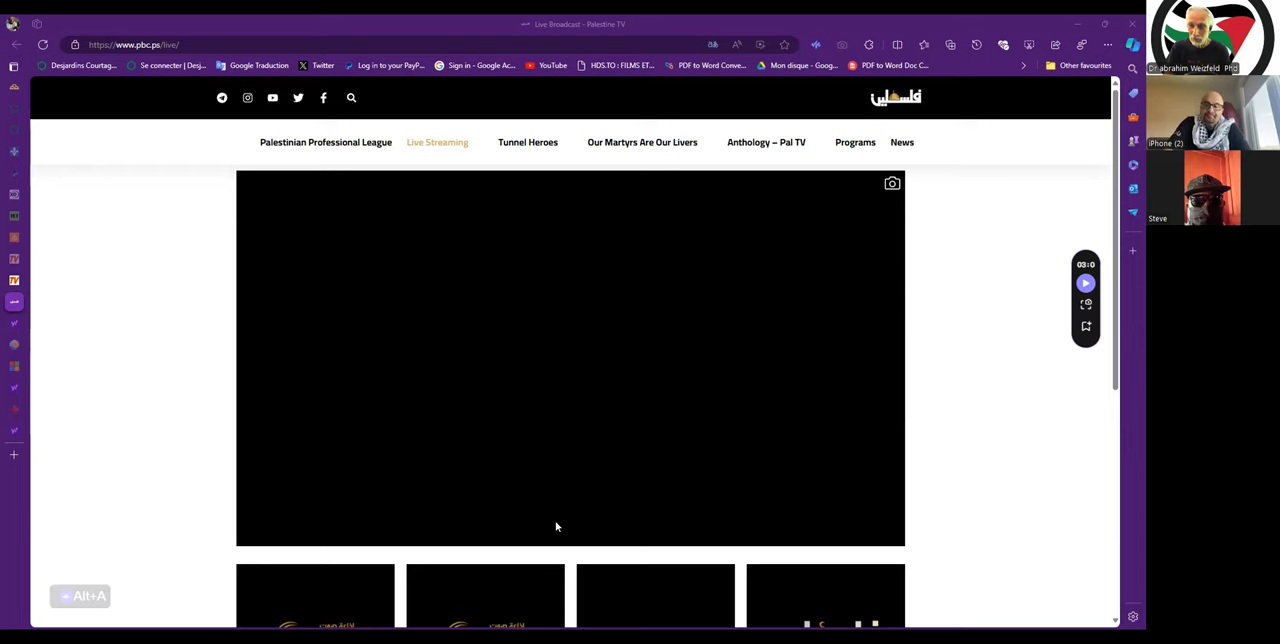 Live Broadcast - Palestine TV
https://www.pbc.ps/live/
Desjardins Courtag...
Se connecter | Desj...
Google Traduction
Twitter
Log in to your PayP...
Sign in - Google Ac...
YouTube
HDS.TO : FILMS ET...
PDF to Word Conve...
Mon disque - Goog...
PDF to Word Doc C...
Other favourites
فلسطين
Palestinian Professional League
Live Streaming
Tunnel Heroes
Our Martyrs Are Our Livers
Anthology – Pal TV
Programs
News
03:0
Alt+A
Dr abrahim Weizfeld Phd
iPhone (2)
Steve